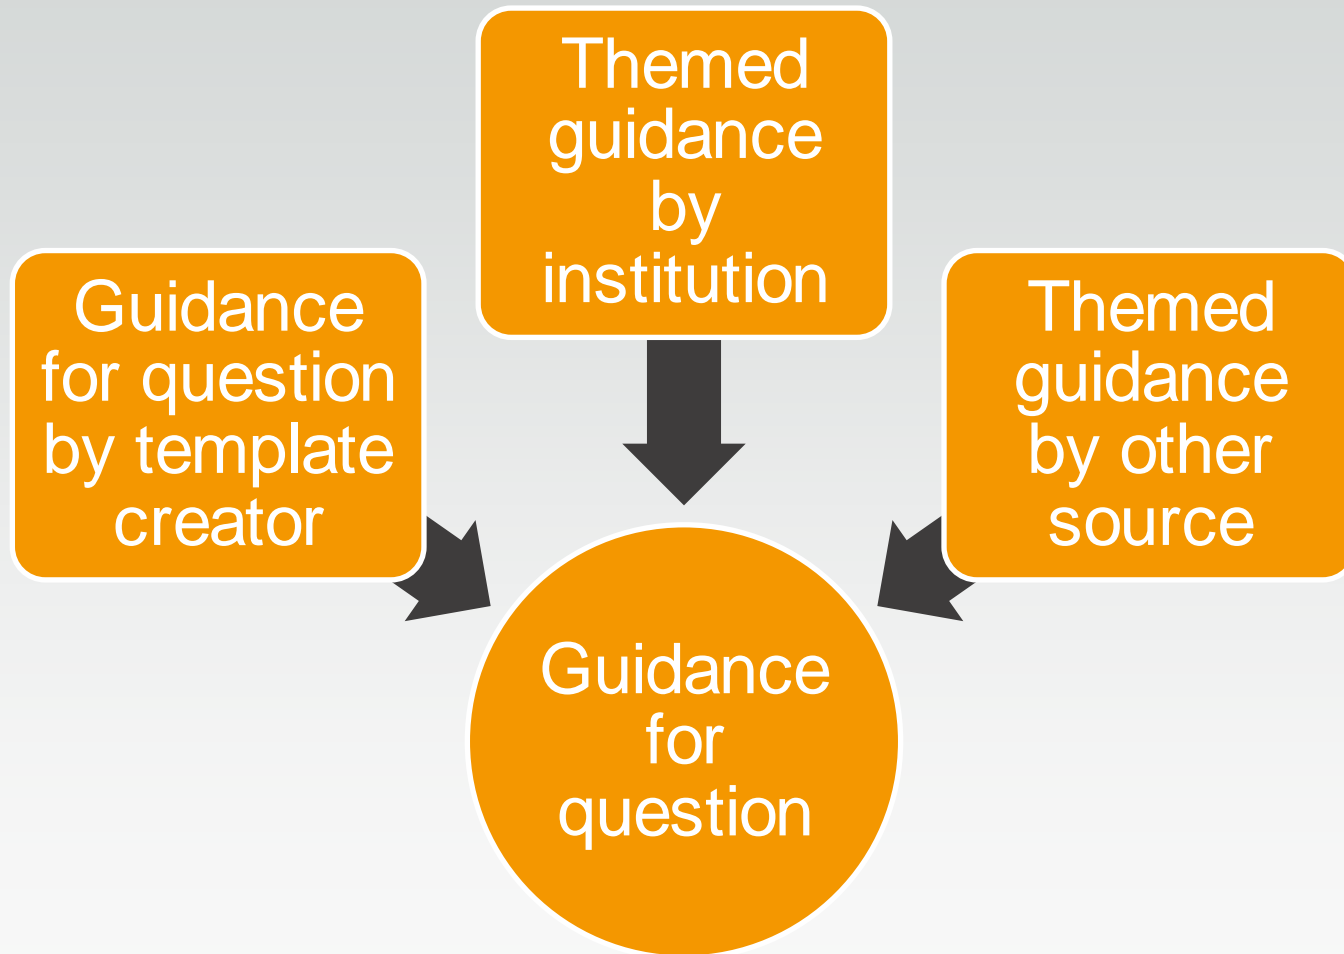 Themed
guidance
by
institution
Guidance
for question
by template
creator
Themed
guidance
by other
source
Guidance
for
question